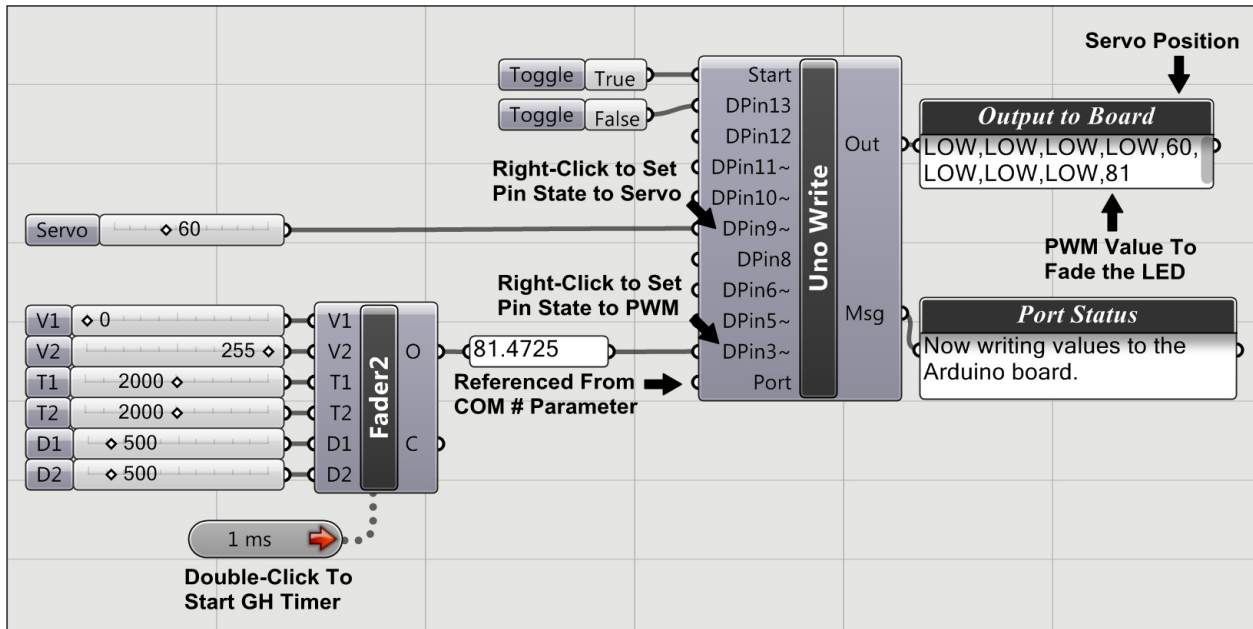 Servo Position
Toggle True
Toggle False
Start
DPin13
DPin12
DPin11~
DPin10~
DPin9~
DPin8
DPin6~
DPin5~
DPin3~
Port
Uno Write
Out
Msg
Output to Board
LOW,LOW,LOW,LOW,60,
LOW,LOW,LOW,81
Right-Click to Set
Pin State to Servo
Servo 60
PWM Value To
Fade the LED
Right-Click to Set
Pin State to PWM
Port Status
Now writing values to the
Arduino board.
V1 0
V2 255
T1 2000
T2 2000
D1 500
D2 500
V1
V2
T1
T2
D1
D2
Fader2
O
C
81.4725
Referenced From
COM # Parameter
1 ms
Double-Click To
Start GH Timer